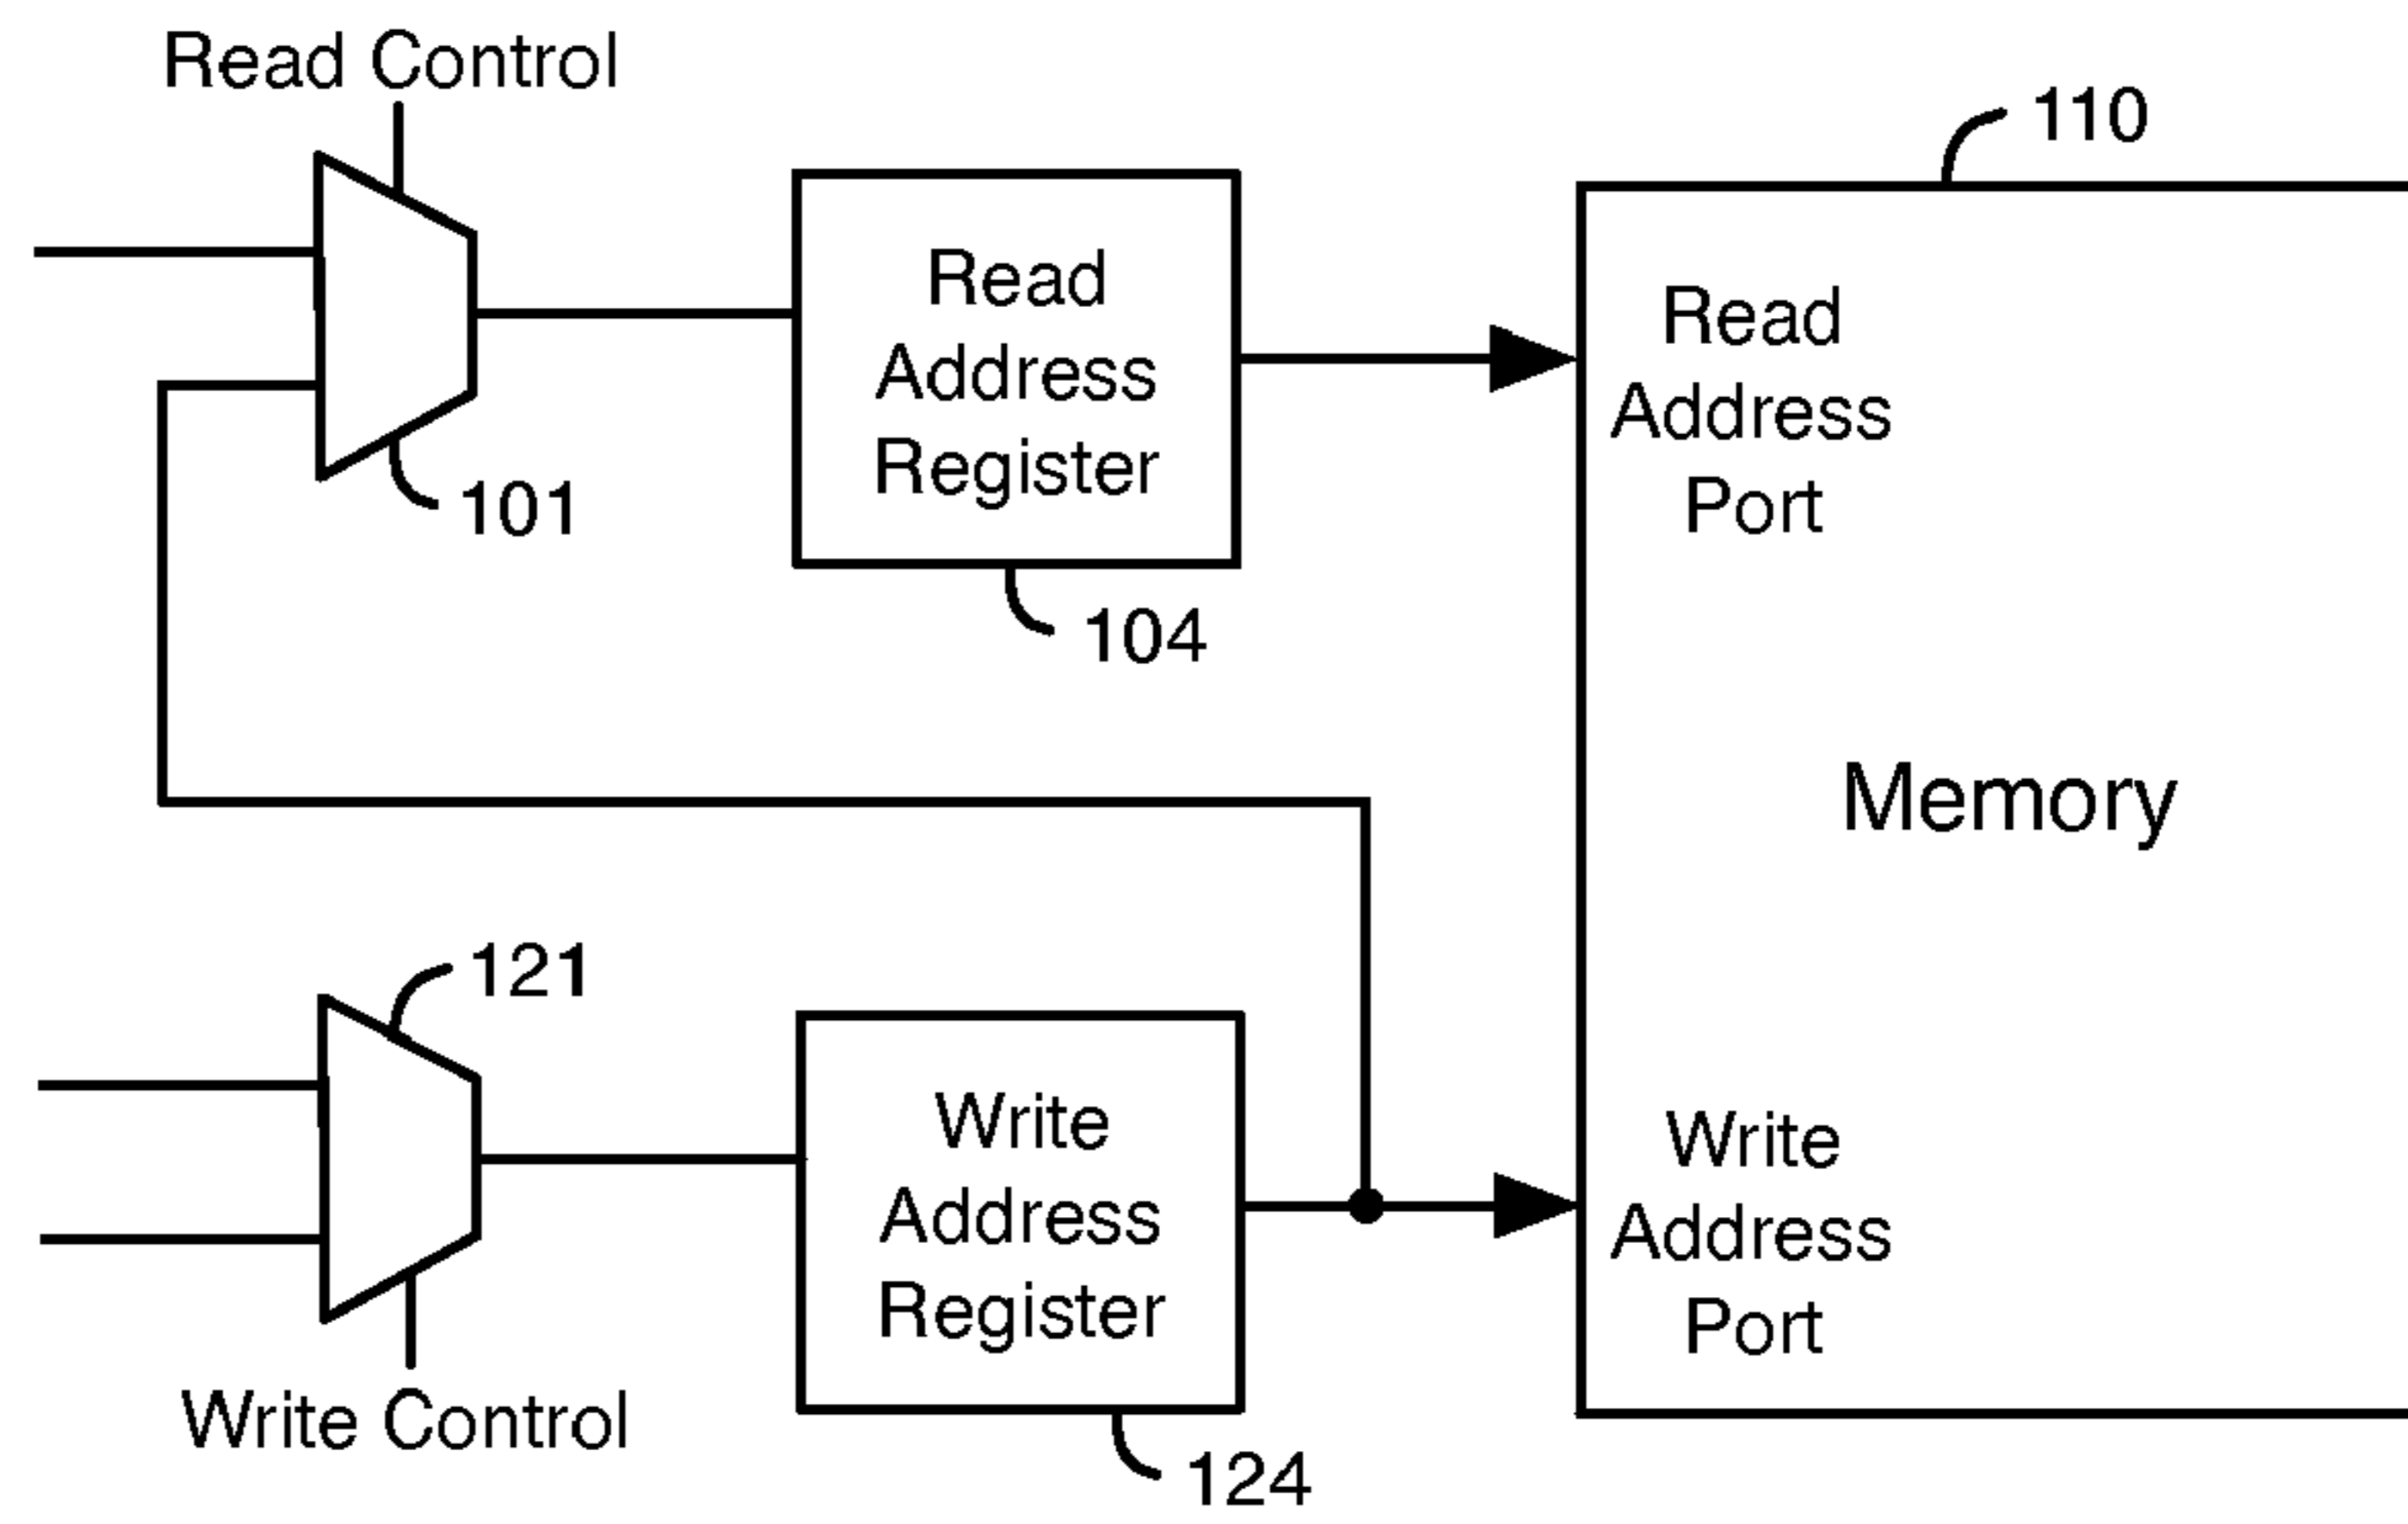 Read Control
110
Read
Address
Register
Read
Address
Port
101
104
Memory
121
Write
Address
Register
Write
Address
Port
Write Control
124